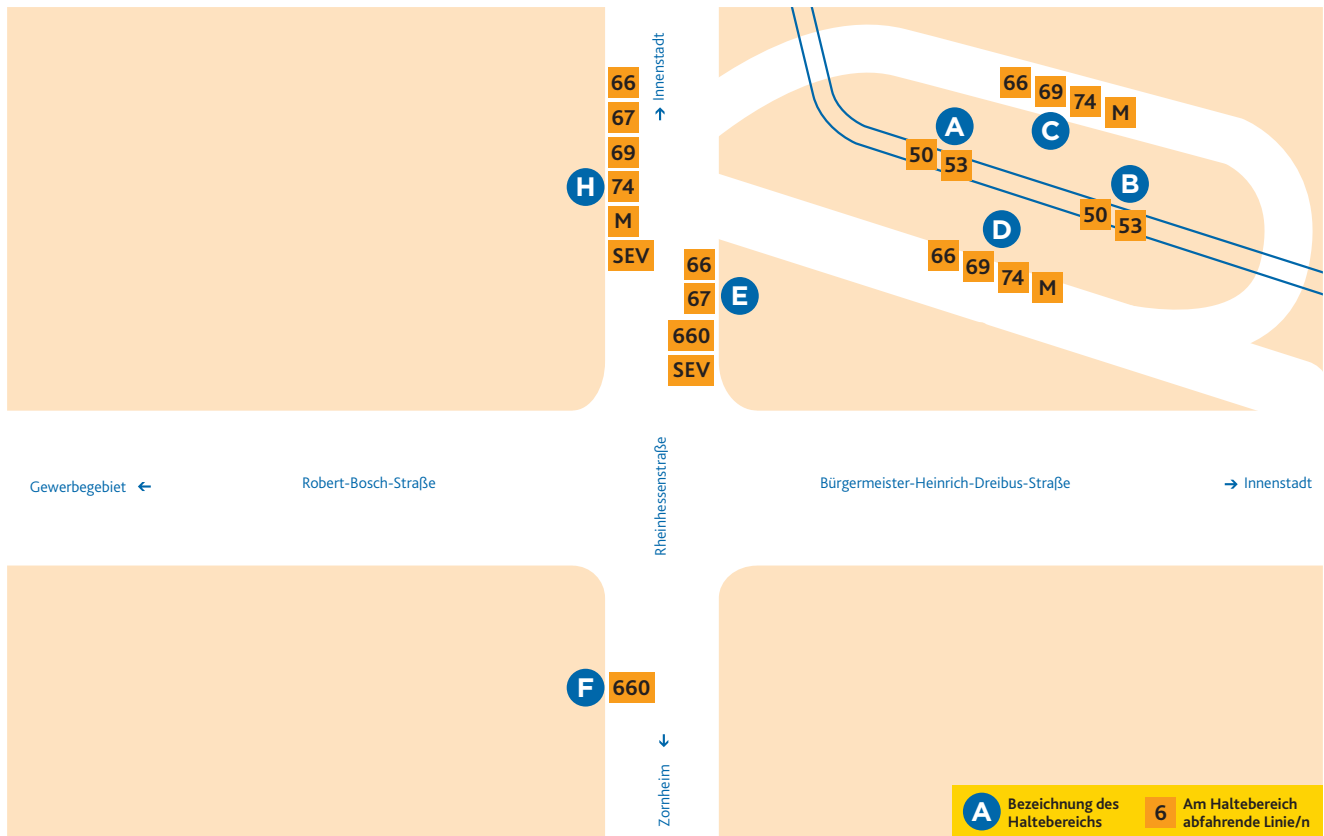 66
67
69
74
M
SEV
H
→ Innenstadt
66
67
660
SEV
E
A
50
53
66
69
74
M
C
B
50
53
D
66
69
74
M
Gewerbegebiet ←
Robert-Bosch-Straße
Rheinhessenstraße
Bürgermeister-Heinrich-Dreibus-Straße
→ Innenstadt
F
660
Zornheim →
A
Bezeichnung des
Haltebereichs
6
Am Haltebereich
abfahrende Linie/n